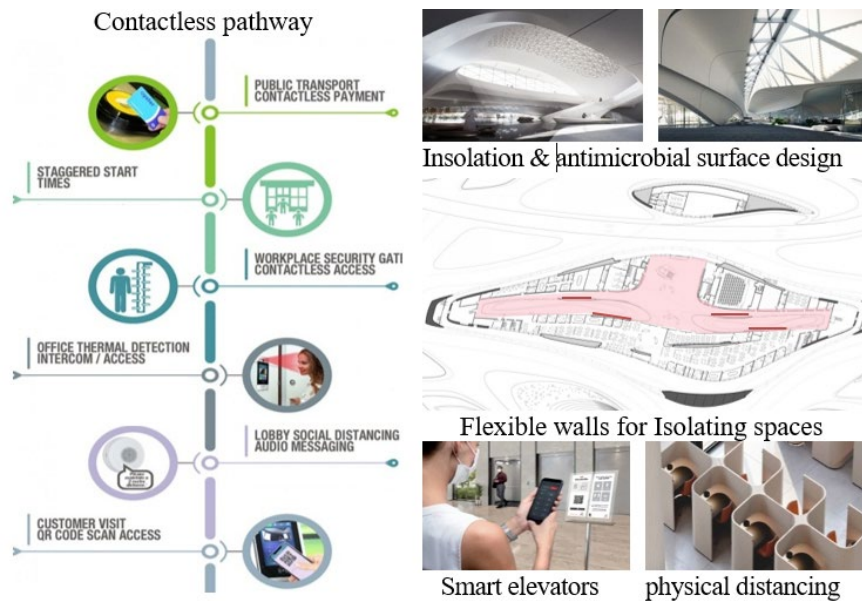 Contactless pathway
PUBLIC TRANSPORT
CONTACTLESS PAYMENT
STAGGERED START
TIMES
WORKPLACE SECURITY GATE
CONTACTLESS ACCESS
OFFICE THERMAL DETECTION
INTERCOM / ACCESS
LOBBY SOCIAL DISTANCING
AUDIO MESSAGING
CUSTOMER VISIT
QR CODE SCAN ACCESS
Insolation & antimicrobial surface design
Flexible walls for Isolating spaces
Smart elevators
physical distancing